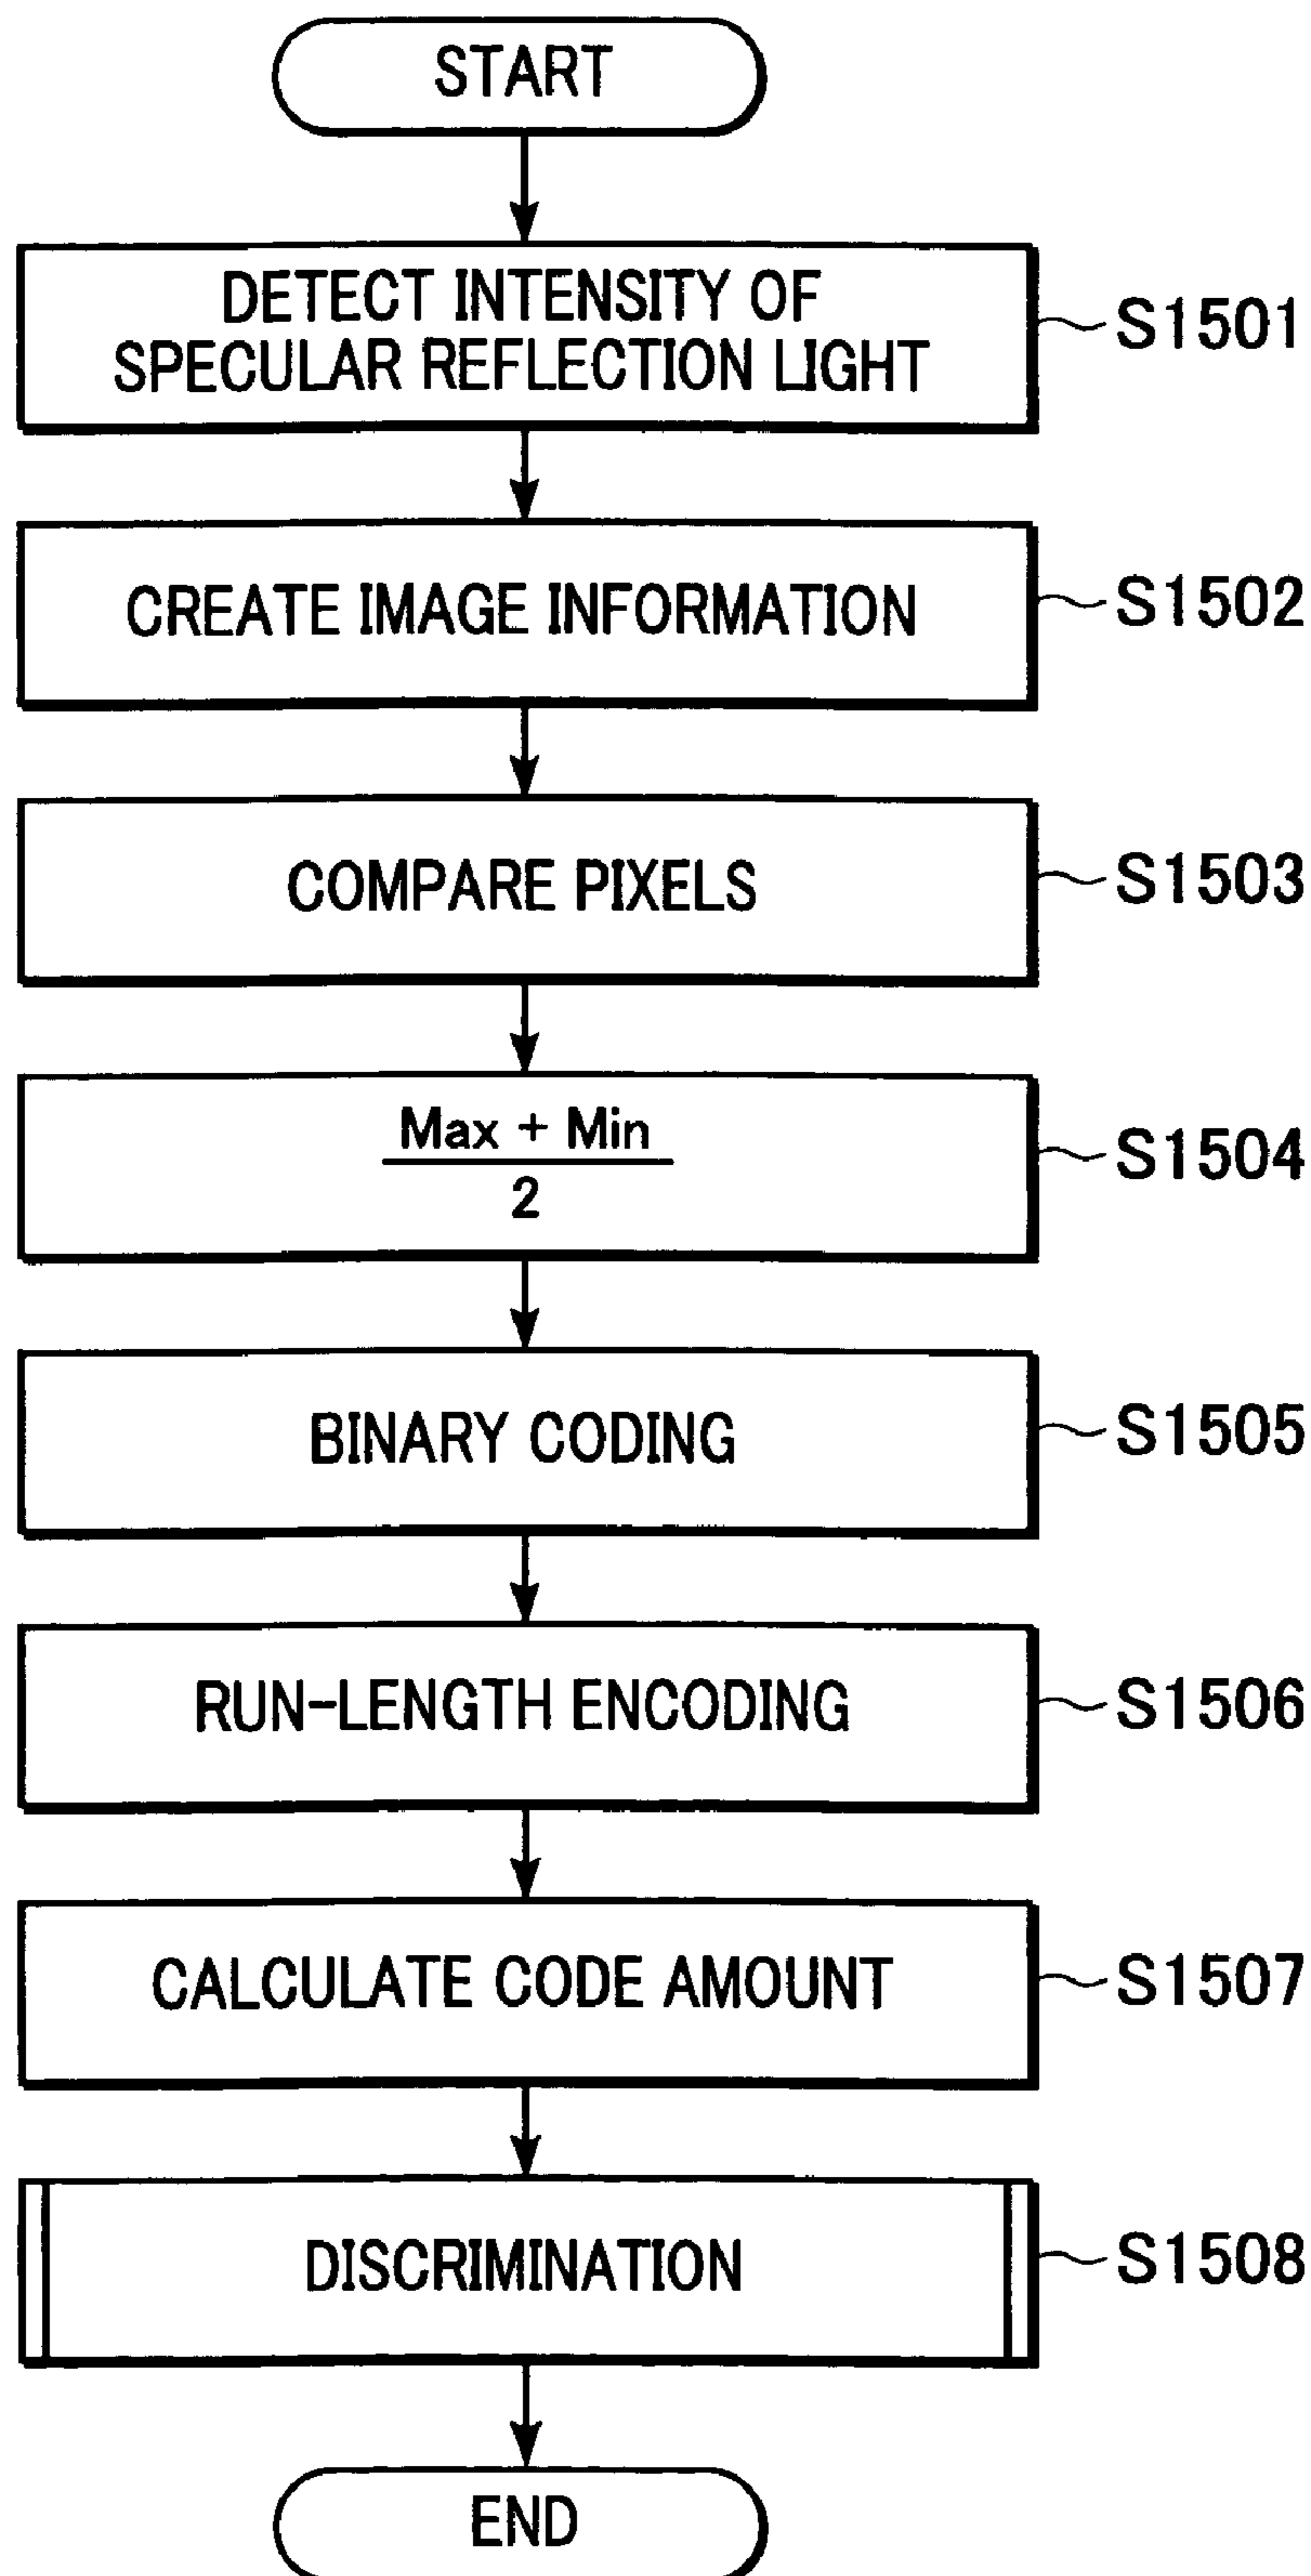 START
DETECT INTENSITY OF
SPECULAR REFLECTION LIGHT
S1501
CREATE IMAGE INFORMATION
S1502
COMPARE PIXELS
S1503
Max + Min
2
S1504
BINARY CODING
S1505
RUN-LENGTH ENCODING
S1506
CALCULATE CODE AMOUNT
S1507
DISCRIMINATION
S1508
END